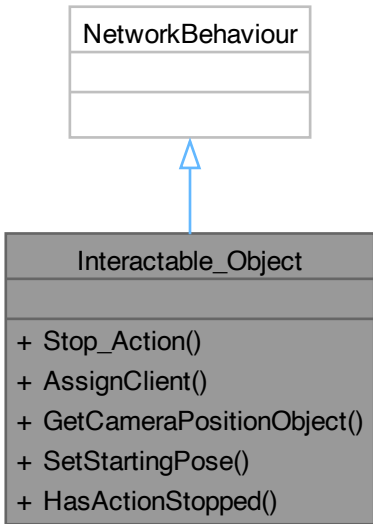 NetworkBehaviour
Interactable_Object
+ Stop_Action()
+ AssignClient()
+ GetCameraPositionObject()
+ SetStartingPose()
+ HasActionStopped()